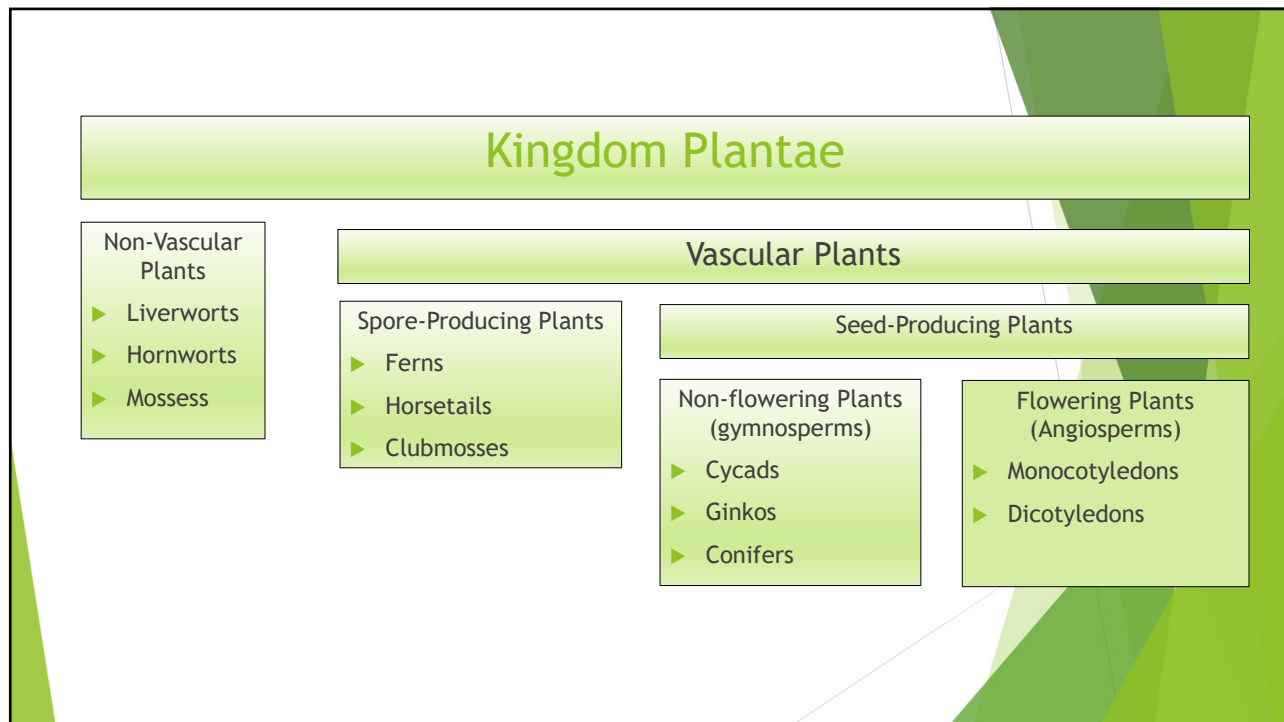 Kingdom Plantae
Non-Vascular
Plants
Liverworts
Hornworts
Mossess
Vascular Plants
Spore-Producing Plants
Ferns
Horsetails
Clubmosses
Seed-Producing Plants
Non-flowering Plants
(gymnosperms)
Cycads
Ginkos
Conifers
Flowering Plants
(Angiosperms)
Monocotyledons
Dicotyledons